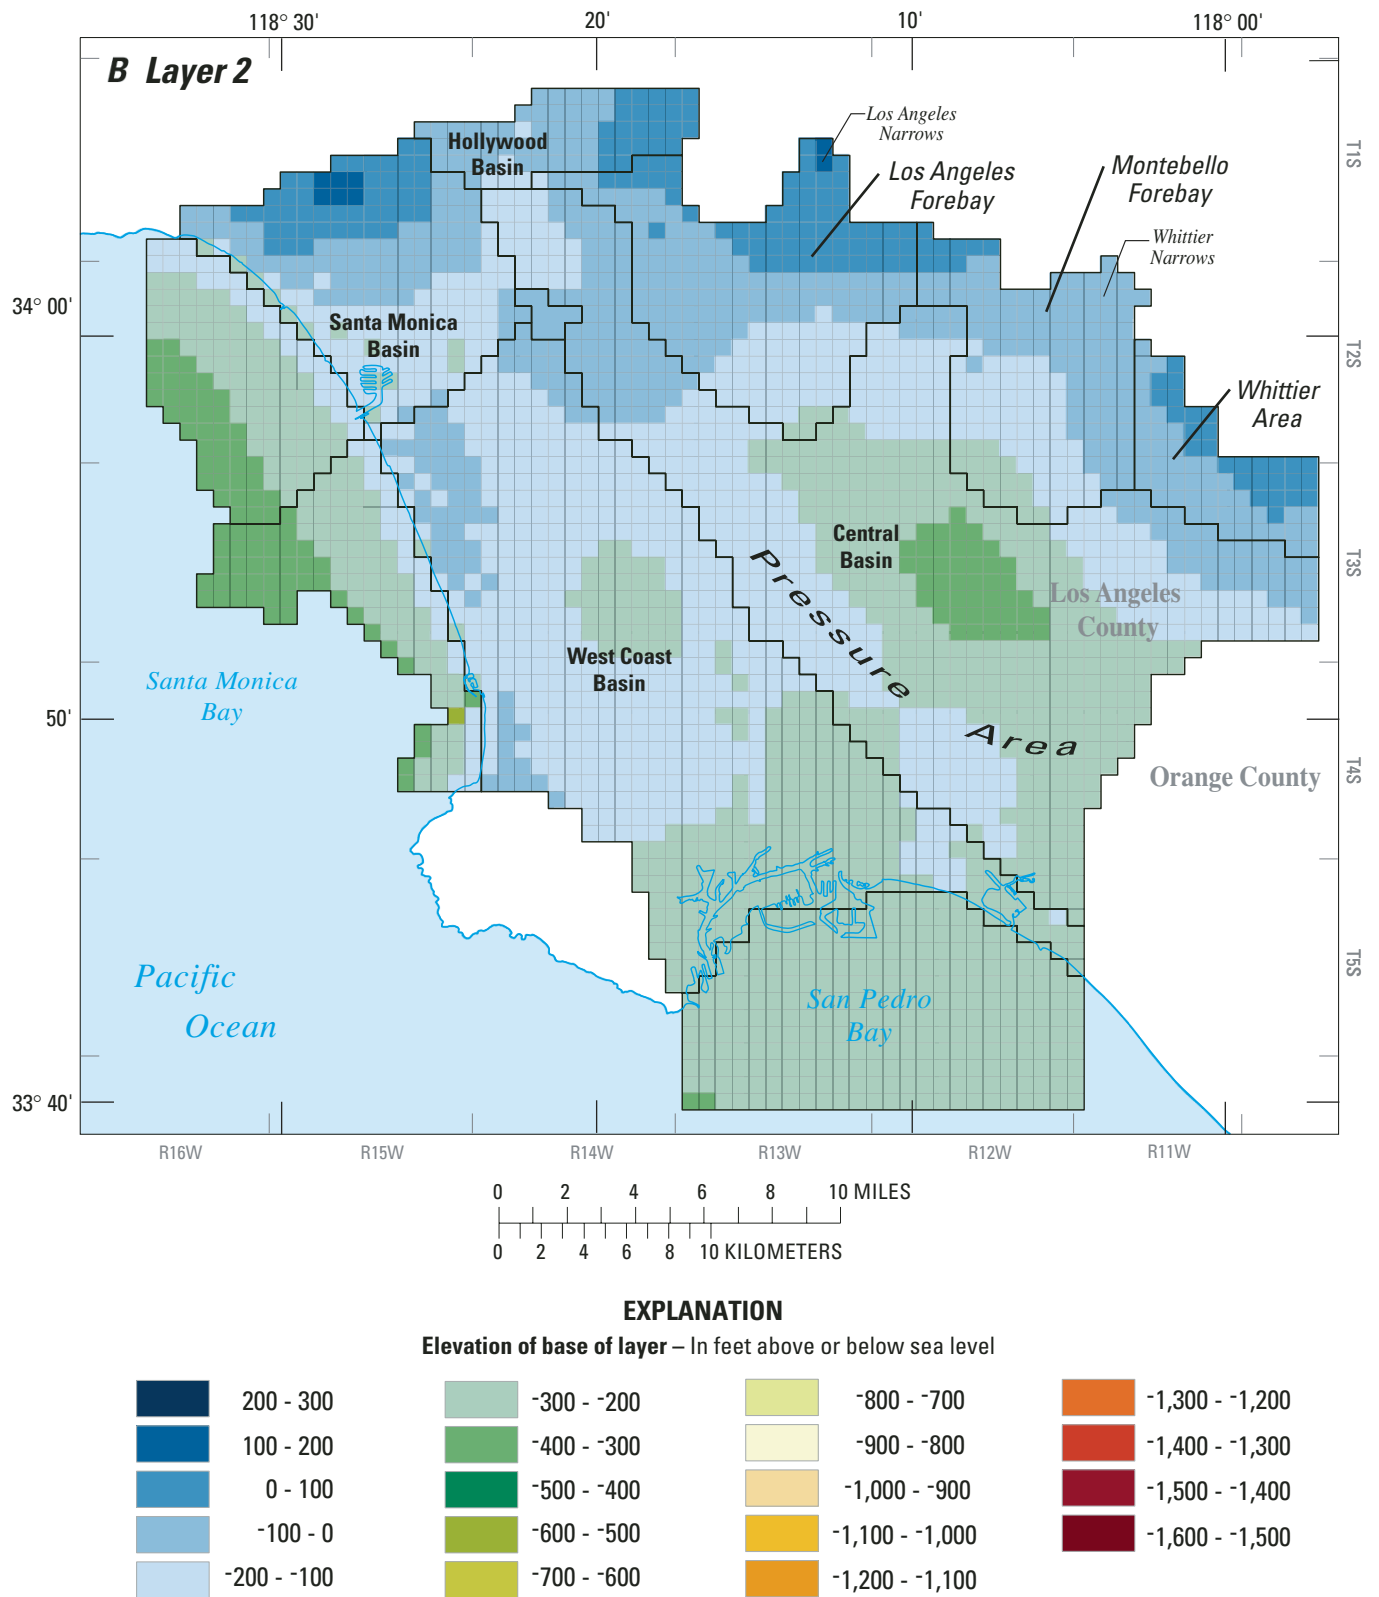 118° 30'
20'
10'
118° 00'
B Layer 2
Los Angeles
Narrows
Hollywood
Basin
Los Angeles
Forebay
Montebello
Forebay
T1S
Whittier
Narrows
34° 00'
Santa Monica
Basin
T2S
Whittier
Area
Central
Basin
Pressure
T3S
Los Angeles
County
West Coast
Basin
Santa Monica
Bay
50'
Area
T4S
Orange County
Pacific
Ocean
San Pedro
Bay
T5S
33° 40'
R16W
R15W
R14W
R13W
R12W
R11W
0 2 4 6 8 10 MILES
0 2 4 6 8 10 KILOMETERS
EXPLANATION
Elevation of base of layer – In feet above or below sea level
200 - 300
100 - 200
0 - 100
-100 - 0
-200 - -100
-300 - -200
-400 - -300
-500 - -400
-600 - -500
-700 - -600
-800 - -700
-900 - -800
-1,000 - -900
-1,100 - -1,000
-1,200 - -1,100
-1,300 - -1,200
-1,400 - -1,300
-1,500 - -1,400
-1,600 - -1,500